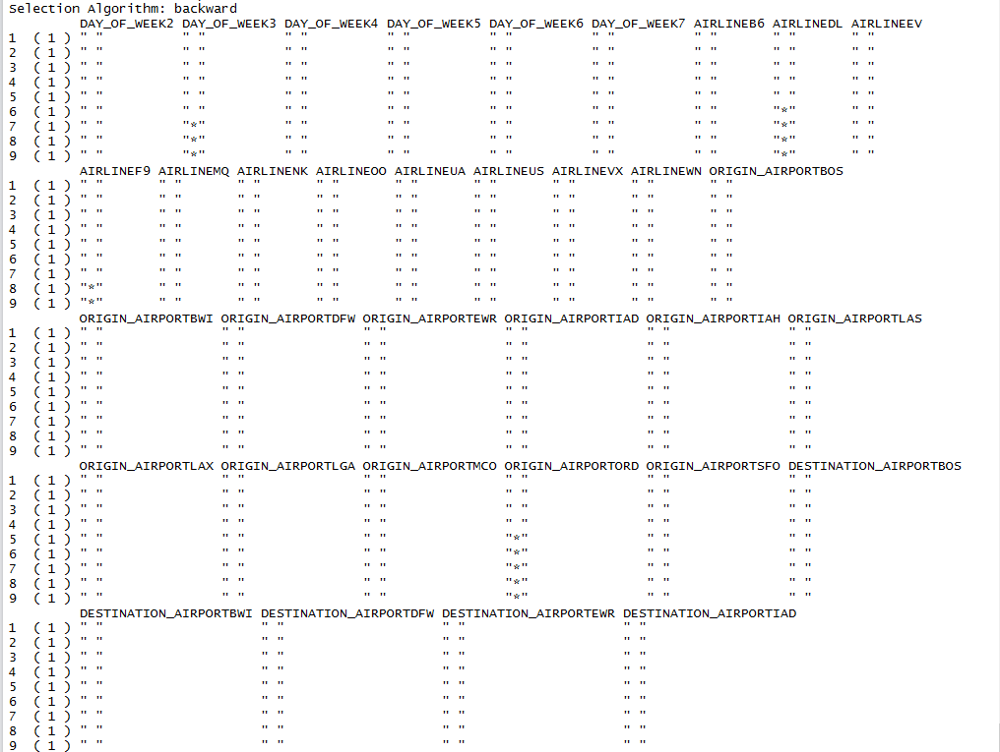 Selection Algorithm: backward
         DAY_OF_WEEK2 DAY_OF_WEEK3 DAY_OF_WEEK4 DAY_OF_WEEK5 DAY_OF_WEEK6 DAY_OF_WEEK7 AIRLINEB6 AIRLINEDL AIRLINEEV
1  ( 1 ) " "          " "          " "          " "          " "          " "          " "       " "       " "
2  ( 1 ) " "          " "          " "          " "          " "          " "          " "       " "       " "
3  ( 1 ) " "          " "          " "          " "          " "          " "          " "       " "       " "
4  ( 1 ) " "          " "          " "          " "          " "          " "          " "       " "       " "
5  ( 1 ) " "          " "          " "          " "          " "          " "          " "       " "       " "
6  ( 1 ) " "          " "          " "          " "          " "          " "          " "       "*"       " "
7  ( 1 ) " "          "*"          " "          " "          " "          " "          " "       "*"       " "
8  ( 1 ) " "          "*"          " "          " "          " "          " "          " "       "*"       " "
9  ( 1 ) " "          "*"          " "          " "          " "          " "          " "       "*"       " "
         AIRLINEF9 AIRLINEMQ AIRLINENK AIRLINEOO AIRLINEUA AIRLINEUS AIRLINEVX AIRLINEWN ORIGIN_AIRPORTBOS
1  ( 1 ) " "       " "       " "       " "       " "       " "       " "       " "       " "
2  ( 1 ) " "       " "       " "       " "       " "       " "       " "       " "       " "
3  ( 1 ) " "       " "       " "       " "       " "       " "       " "       " "       " "
4  ( 1 ) " "       " "       " "       " "       " "       " "       " "       " "       " "
5  ( 1 ) " "       " "       " "       " "       " "       " "       " "       " "       " "
6  ( 1 ) " "       " "       " "       " "       " "       " "       " "       " "       " "
7  ( 1 ) " "       " "       " "       " "       " "       " "       " "       " "       " "
8  ( 1 ) "*"       " "       " "       " "       " "       " "       " "       " "       " "
9  ( 1 ) "*"       " "       " "       " "       " "       " "       " "       " "       " "
         ORIGIN_AIRPORTBWI ORIGIN_AIRPORTDFW ORIGIN_AIRPORTEWR ORIGIN_AIRPORTIAD ORIGIN_AIRPORTIAH ORIGIN_AIRPORTLAS
1  ( 1 ) " "               " "               " "               " "               " "               " "
2  ( 1 ) " "               " "               " "               " "               " "               " "
3  ( 1 ) " "               " "               " "               " "               " "               " "
4  ( 1 ) " "               " "               " "               " "               " "               " "
5  ( 1 ) " "               " "               " "               " "               " "               " "
6  ( 1 ) " "               " "               " "               " "               " "               " "
7  ( 1 ) " "               " "               " "               " "               " "               " "
8  ( 1 ) " "               " "               " "               " "               " "               " "
9  ( 1 ) " "               " "               " "               " "               " "               " "
         ORIGIN_AIRPORTLAX ORIGIN_AIRPORTLGA ORIGIN_AIRPORTMCO ORIGIN_AIRPORTORD ORIGIN_AIRPORTSFO DESTINATION_AIRPORTBOS
1  ( 1 ) " "               " "               " "               " "               " "               " "
2  ( 1 ) " "               " "               " "               " "               " "               " "
3  ( 1 ) " "               " "               " "               " "               " "               " "
4  ( 1 ) " "               " "               " "               " "               " "               " "
5  ( 1 ) " "               " "               " "               "*"               " "               " "
6  ( 1 ) " "               " "               " "               "*"               " "               " "
7  ( 1 ) " "               " "               " "               "*"               " "               " "
8  ( 1 ) " "               " "               " "               "*"               " "               " "
9  ( 1 ) " "               " "               " "               "*"               " "               " "
         DESTINATION_AIRPORTBWI DESTINATION_AIRPORTDFW DESTINATION_AIRPORTEWR DESTINATION_AIRPORTIAD
1  ( 1 ) " "                    " "                    " "                    " "
2  ( 1 ) " "                    " "                    " "                    " "
3  ( 1 ) " "                    " "                    " "                    " "
4  ( 1 ) " "                    " "                    " "                    " "
5  ( 1 ) " "                    " "                    " "                    " "
6  ( 1 ) " "                    " "                    " "                    " "
7  ( 1 ) " "                    " "                    " "                    " "
8  ( 1 ) " "                    " "                    " "                    " "
9  ( 1 ) " "                    " "                    " "                    " "